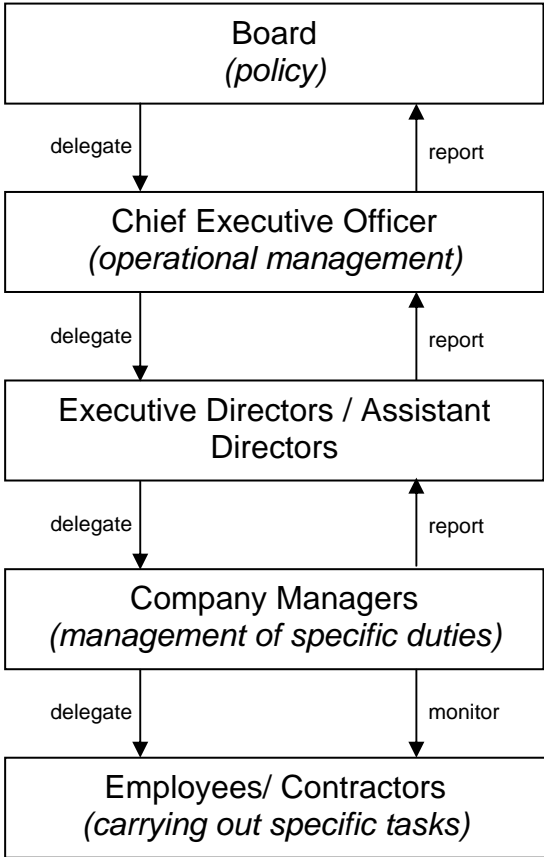 Board
(policy)
delegate
report
Chief Executive Officer
(operational management)
delegate
report
Executive Directors / Assistant
Directors
delegate
report
Company Managers
(management of specific duties)
delegate
monitor
Employees/ Contractors
(carrying out specific tasks)